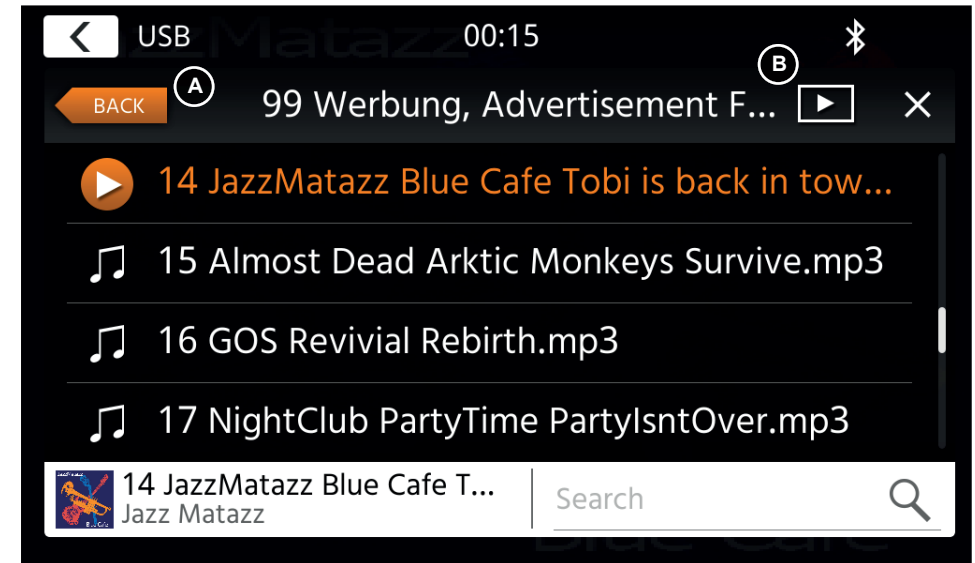 USB 00:15
A B
BACK 99 Werbung, Advertisement F...
14 JazzMatazz Blue Cafe Tobi is back in tow...
15 Almost Dead Arktic Monkeys Survive.mp3
16 GOS Revivial Rebirth.mp3
17 NightClub PartyTime PartyIsntOver.mp3
14 JazzMatazz Blue Cafe T...
Jazz Matazz
Search